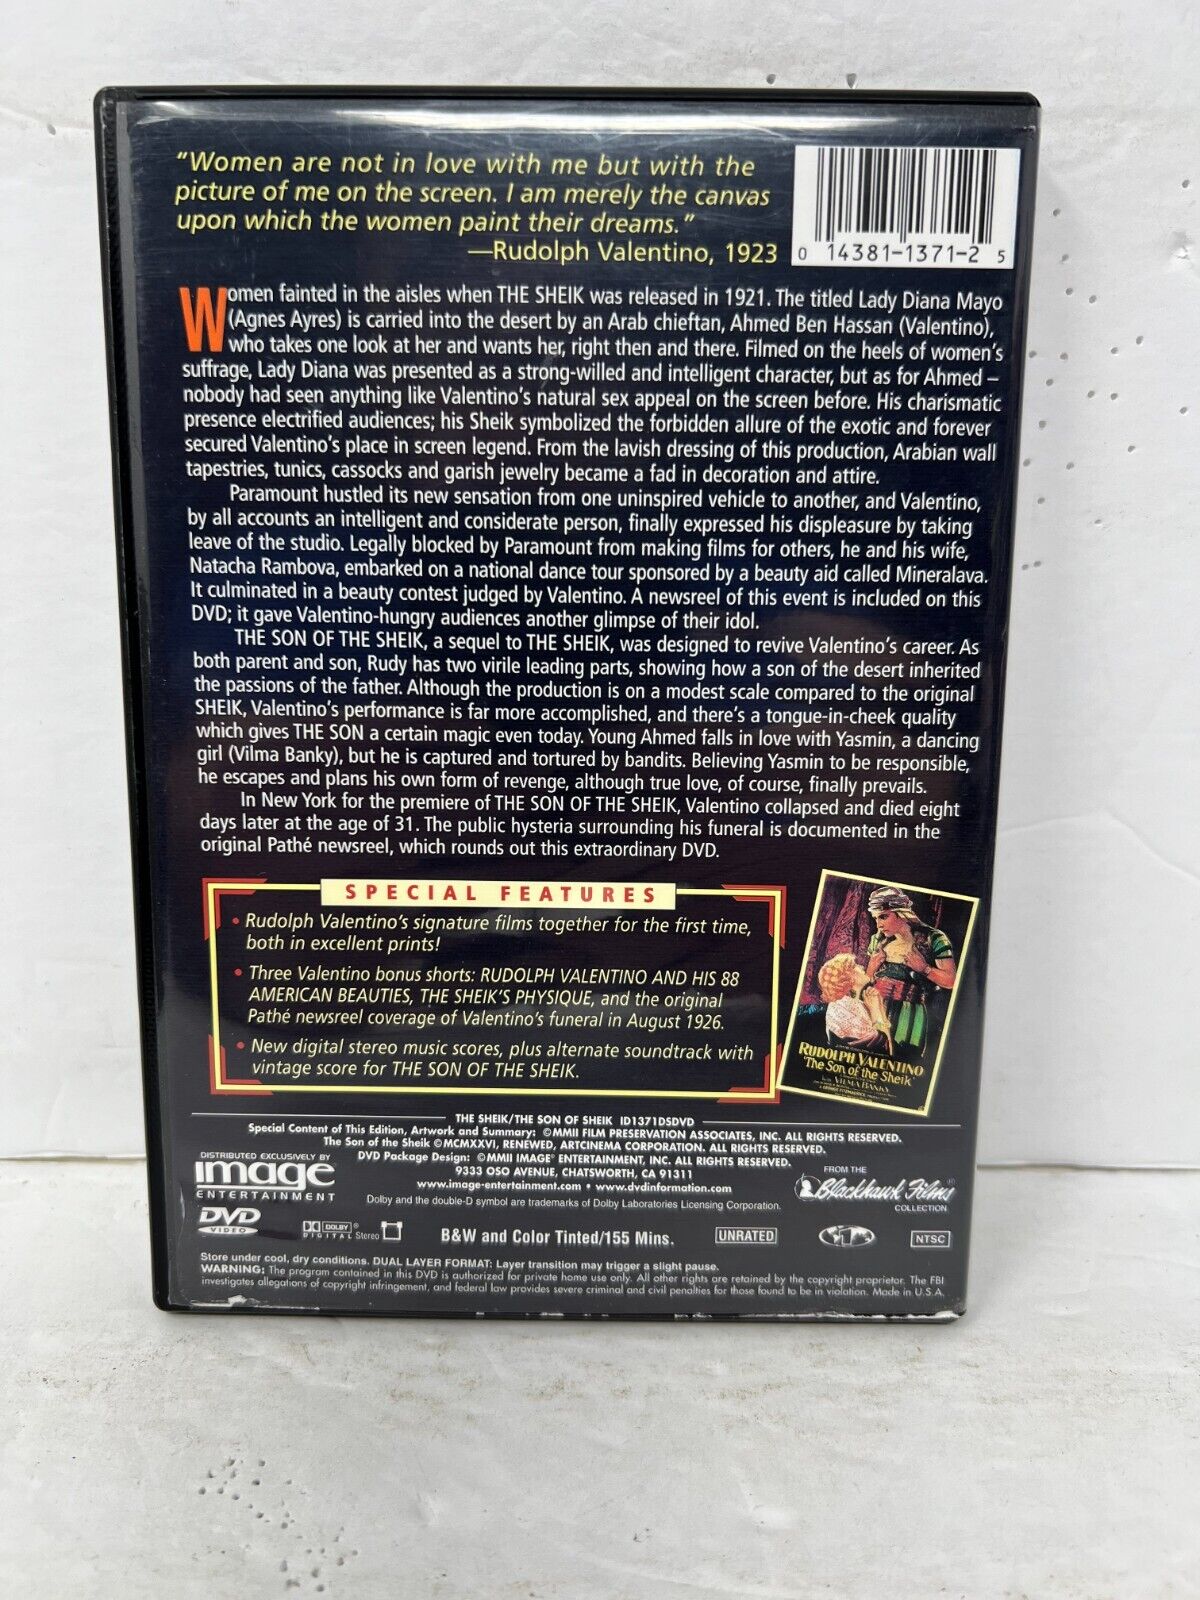 "Women are not in love with me but with the
picture of me on the screen. I am merely the canvas
upon which the women paint their dreams."
—Rudolph Valentino, 1923
0 14381-1371-2 5
Women fainted in the aisles when THE SHEIK was released in 1921. The titled Lady Diana Mayo
(Agnes Ayres) is carried into the desert by an Arab chieftan, Ahmed Ben Hassan (Valentino),
who takes one look at her and wants her, right then and there. Filmed on the heels of women's
suffrage, Lady Diana was presented as a strong-willed and intelligent character, but as for Ahmed –
nobody had seen anything like Valentino's natural sex appeal on the screen before. His charismatic
presence electrified audiences; his Sheik symbolized the forbidden allure of the exotic and forever
secured Valentino's place in screen legend. From the lavish dressing of this production, Arabian wall
tapestries, tunics, cassocks and garish jewelry became a fad in decoration and attire.
Paramount hustled its new sensation from one uninspired vehicle to another, and Valentino,
by all accounts an intelligent and considerate person, finally expressed his displeasure by taking
leave of the studio. Legally blocked by Paramount from making films for others, he and his wife,
Natacha Rambova, embarked on a national dance tour sponsored by a beauty aid called Mineralava.
It culminated in a beauty contest judged by Valentino. A newsreel of this event is included on this
DVD; it gave Valentino-hungry audiences another glimpse of their idol.
THE SON OF THE SHEIK, a sequel to THE SHEIK, was designed to revive Valentino's career. As
both parent and son, Rudy has two virile leading parts, showing how a son of the desert inherited
the passions of the father. Although the production is on a modest scale compared to the original
SHEIK, Valentino's performance is far more accomplished, and there's a tongue-in-cheek quality
which gives THE SON a certain magic even today. Young Ahmed falls in love with Yasmin, a dancing
girl (Vilma Banky), but he is captured and tortured by bandits. Believing Yasmin to be responsible,
he escapes and plans his own form of revenge, although true love, of course, finally prevails.
In New York for the premiere of THE SON OF THE SHEIK, Valentino collapsed and died eight
days later at the age of 31. The public hysteria surrounding his funeral is documented in the
original Pathé newsreel, which rounds out this extraordinary DVD.
SPECIAL FEATURES
• Rudolph Valentino's signature films together for the first time,
both in excellent prints!
• Three Valentino bonus shorts: RUDOLPH VALENTINO AND HIS 88
AMERICAN BEAUTIES, THE SHEIK'S PHYSIQUE, and the original
Pathé newsreel coverage of Valentino's funeral in August 1926.
• New digital stereo music scores, plus alternate soundtrack with
vintage score for THE SON OF THE SHEIK.
RUDOLPH VALENTINO
'The Son of the Sheik'
with VILMA BANKY
THE SHEIK/THE SON OF SHEIK ID1371DSDVD
Special Content of This Edition, Artwork and Summary: ©MMII FILM PRESERVATION ASSOCIATES, INC. ALL RIGHTS RESERVED.
The Son of the Sheik ©MCMXXVI, RENEWED, ARTCINEMA CORPORATION. ALL RIGHTS RESERVED.
DVD Package Design: ©MMII IMAGE® ENTERTAINMENT, INC. ALL RIGHTS RESERVED.
9333 OSO AVENUE, CHATSWORTH, CA 91311
www.image-entertainment.com • www.dvdinformation.com
Dolby and the double-D symbol are trademarks of Dolby Laboratories Licensing Corporation.
DISTRIBUTED EXCLUSIVELY BY
image
ENTERTAINMENT
FROM THE
Blackhawk Films®
COLLECTION
DVD
VIDEO
DOLBY®
DIGITAL Stereo
B&W and Color Tinted/155 Mins.
UNRATED
1
NTSC
Store under cool, dry conditions. DUAL LAYER FORMAT: Layer transition may trigger a slight pause.
WARNING: The program contained in this DVD is authorized for private home use only. All other rights are retained by the copyright proprietor. The FBI
investigates allegations of copyright infringement, and federal law provides severe criminal and civil penalties for those found to be in violation. Made in U.S.A.